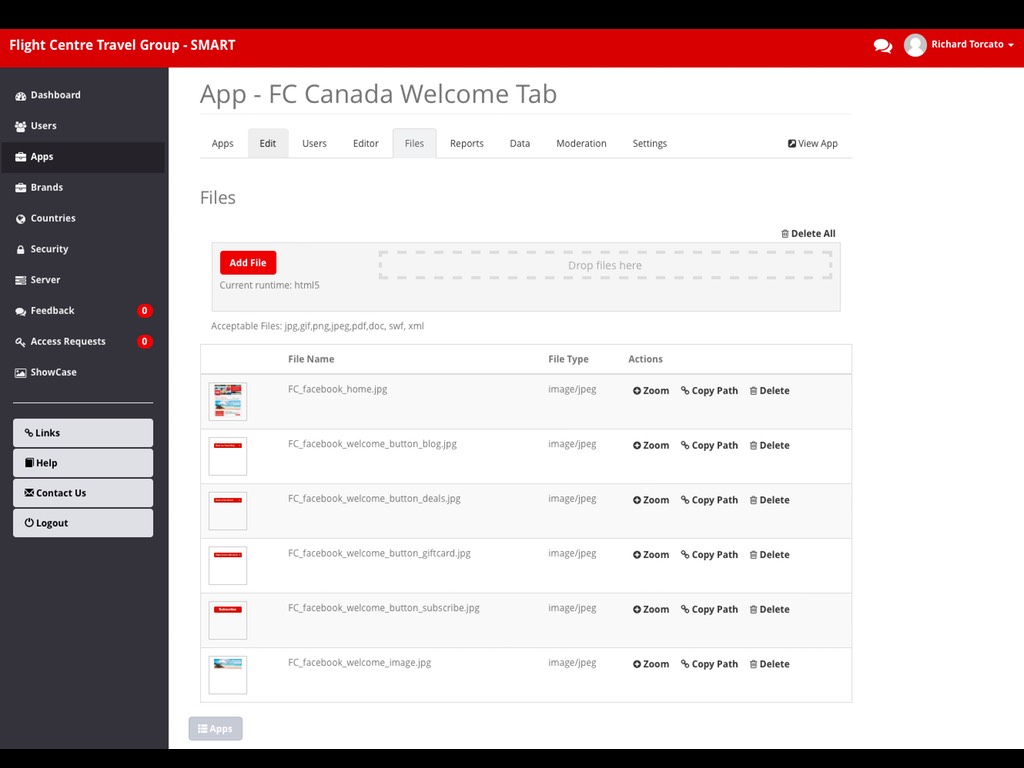 Flight Centre Travel Group - SMART
Richard Torcato
Dashboard
Users
Apps
Brands
Countries
Security
Server
Feedback 0
Access Requests 0
ShowCase
Links
Help
Contact Us
Logout
App - FC Canada Welcome Tab
Apps Edit Users Editor Files Reports Data Moderation Settings View App
Files
Delete All
Add File
Drop files here
Current runtime: html5
Acceptable Files: jpg,gif,png,jpeg,pdf,doc, swf, xml
File Name File Type Actions
FC_facebook_home.jpg image/jpeg Zoom Copy Path Delete
FC_facebook_welcome_button_blog.jpg image/jpeg Zoom Copy Path Delete
FC_facebook_welcome_button_deals.jpg image/jpeg Zoom Copy Path Delete
FC_facebook_welcome_button_giftcard.jpg image/jpeg Zoom Copy Path Delete
Subscribe
FC_facebook_welcome_button_subscribe.jpg image/jpeg Zoom Copy Path Delete
FC_facebook_welcome_image.jpg image/jpeg Zoom Copy Path Delete
Apps